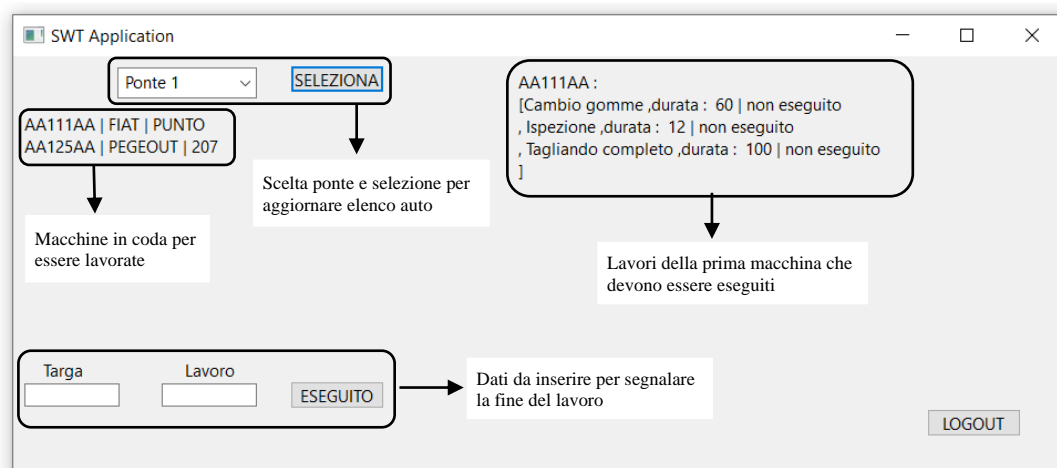 SWT Application
Ponte 1
SELEZIONA
AA111AA | FIAT | PUNTO
AA125AA | PEGEOUT | 207
AA111AA :
[Cambio gomme ,durata : 60 | non eseguito
, Ispezione ,durata : 12 | non eseguito
, Tagliando completo ,durata : 100 | non eseguito
]
Scelta ponte e selezione per
aggiornare elenco auto
Macchine in coda per
essere lavorate
Lavori della prima macchina che
devono essere eseguiti
Targa
Lavoro
ESEGUITO
Dati da inserire per segnalare
la fine del lavoro
LOGOUT